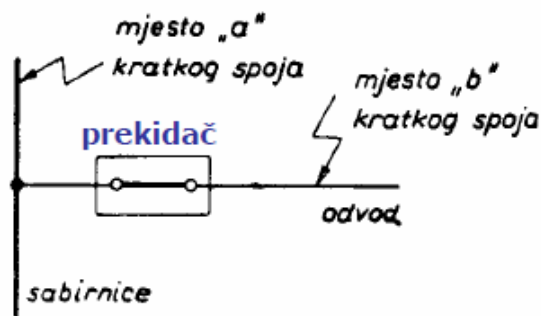 mjesto „a“
kratkog spoja
mjesto „b“
kratkog spoja
prekidač
odvod
sabirnice